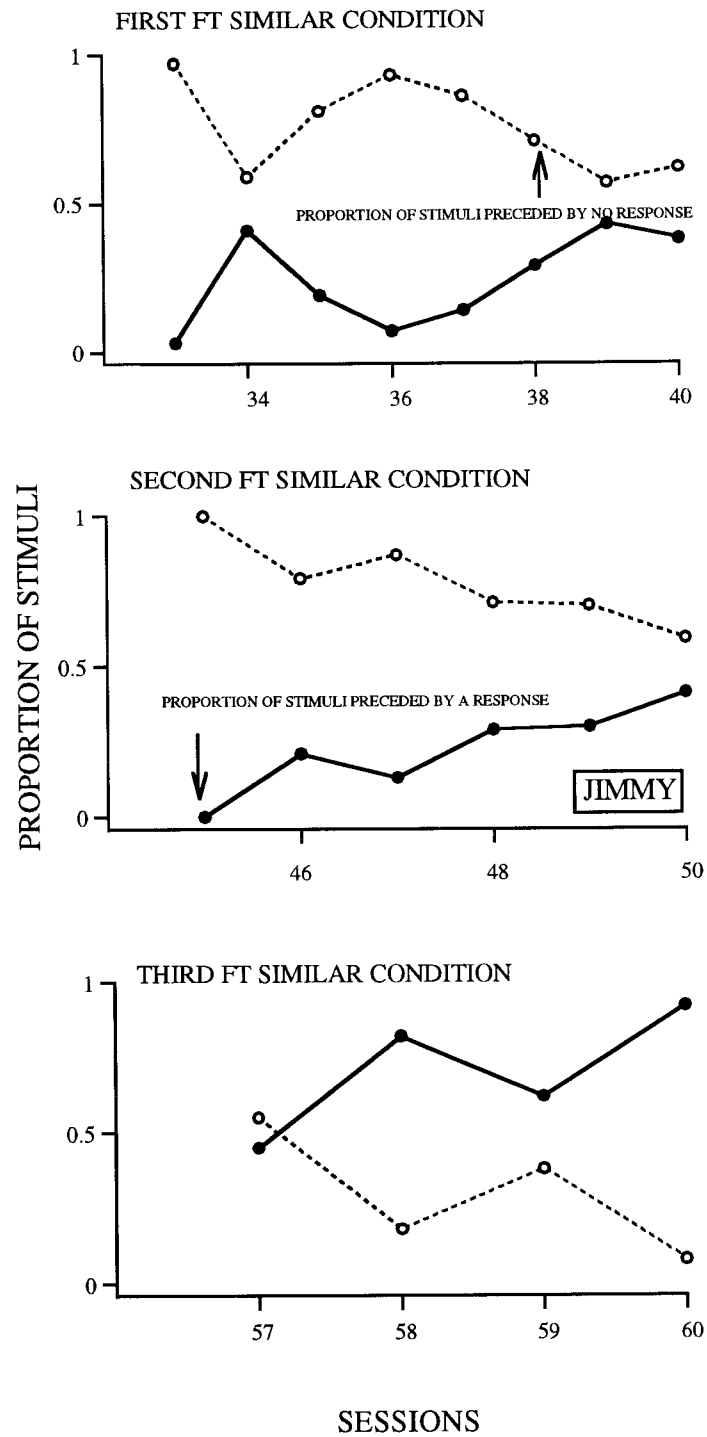 FIRST FT SIMILAR CONDITION
1
0.5
0
PROPORTION OF STIMULI PRECEDED BY NO RESPONSE
34 36 38 40
SECOND FT SIMILAR CONDITION
1
0.5
0
PROPORTION OF STIMULI PRECEDED BY A RESPONSE
JIMMY
46 48 50
PROPORTION OF STIMULI
THIRD FT SIMILAR CONDITION
1
0.5
0
57 58 59 60
SESSIONS